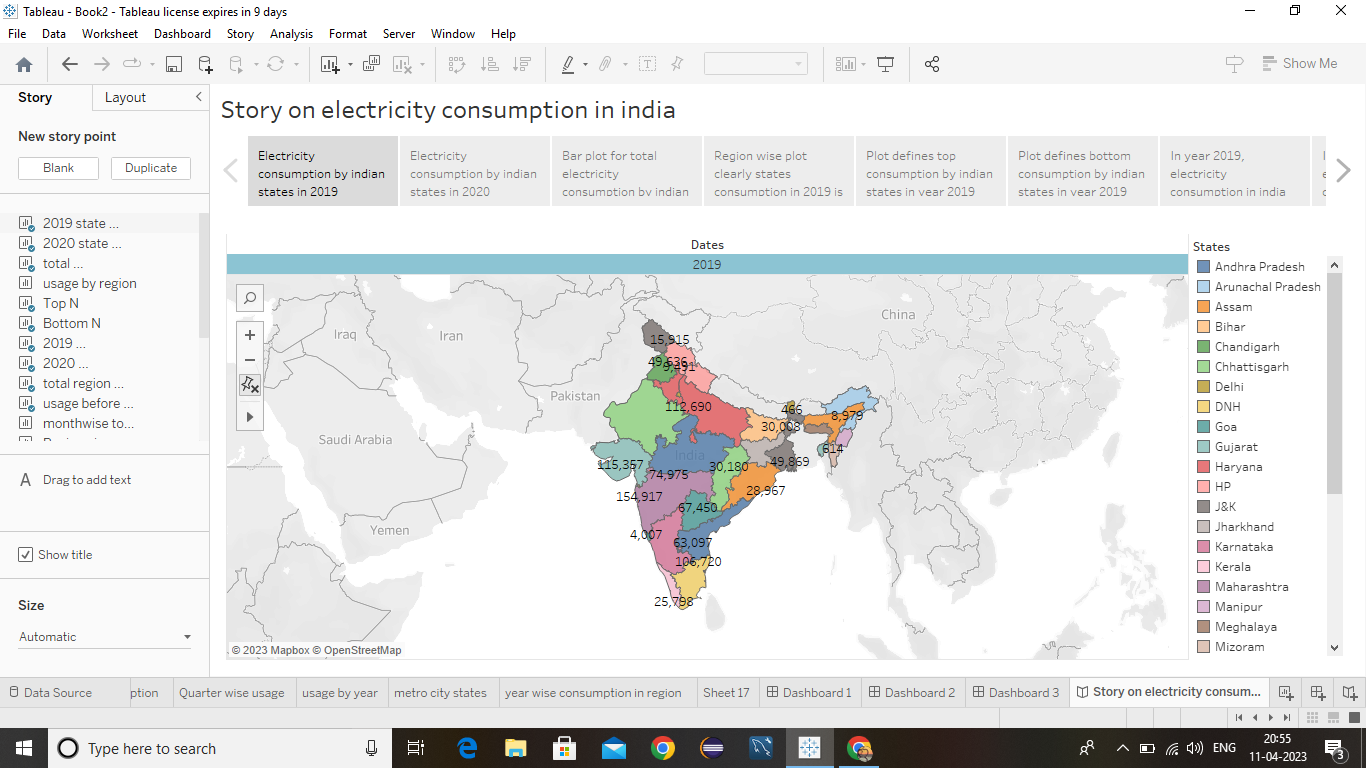 Tableau - Book2 - Tableau license expires in 9 days
File Data Worksheet Dashboard Story Analysis Format Server Window Help
Show Me
Story Layout
New story point
Blank Duplicate
2019 state ...
2020 state ...
total ...
usage by region
Top N
Bottom N
2019 ...
2020 ...
total region ...
usage before ...
monthwise to...
A Drag to add text
Show title
Size
Automatic
Story on electricity consumption in india
Electricity
consumption by indian
states in 2019
Electricity
consumption by indian
states in 2020
Bar plot for total
electricity
consumption by indian
Region wise plot
clearly states
consumption in 2019 is
Plot defines top
consumption by indian
states in year 2019
Plot defines bottom
consumption by indian
states in year 2019
In year 2019,
electricity
consumption in india
Dates
2019
Iraq
Iran
China
Pakistan
Saudi Arabia
Yemen
India
15,915
49,636
9,491
112,690
466
8,979
30,008
614
115,357
74,975
30,180
49,869
154,917
28,967
67,450
4,007
63,097
106,720
25,798
© 2023 Mapbox © OpenStreetMap
States
Andhra Pradesh
Arunachal Pradesh
Assam
Bihar
Chandigarh
Chhattisgarh
Delhi
DNH
Goa
Gujarat
Haryana
HP
J&K
Jharkhand
Karnataka
Kerala
Maharashtra
Manipur
Meghalaya
Mizoram
Data Source ption Quarter wise usage usage by year metro city states year wise consumption in region Sheet 17 Dashboard 1 Dashboard 2 Dashboard 3 Story on electricity consum...
Type here to search
ENG
20:55
11-04-2023
3